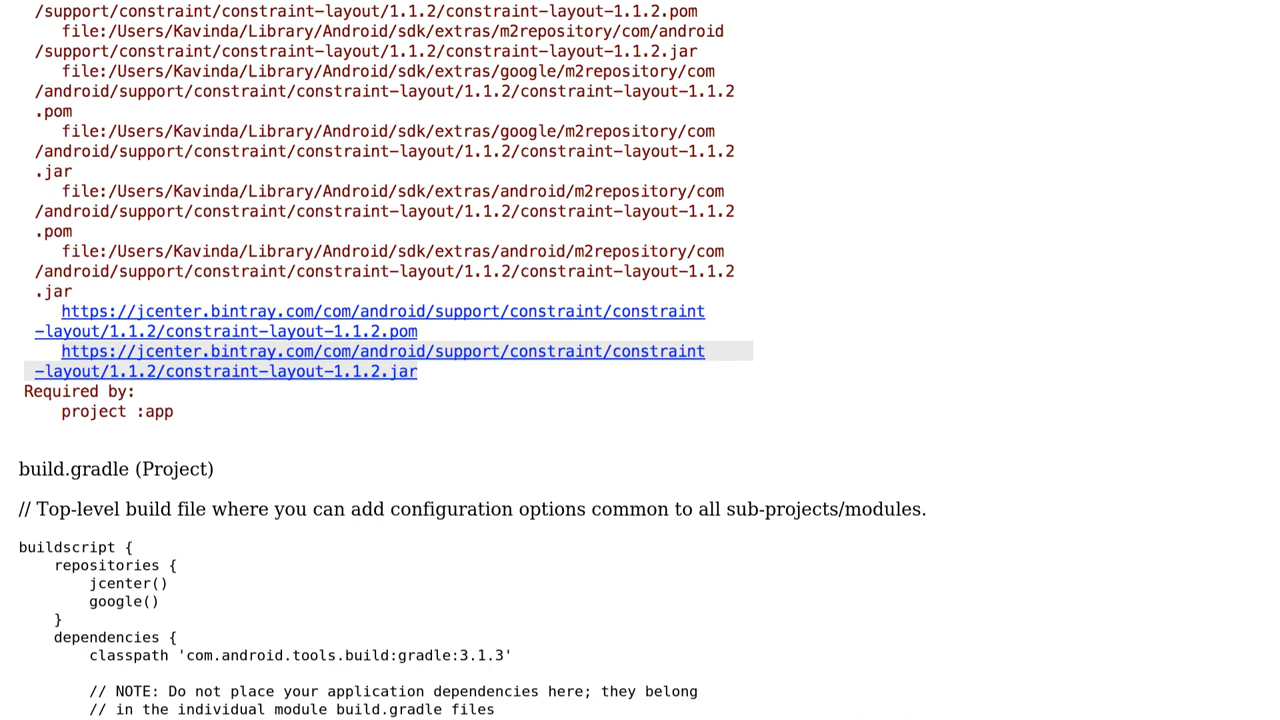 /support/constraint/constraint-layout/1.1.2/constraint-layout-1.1.2.pom
file:/Users/Kavinda/Library/Android/sdk/extras/m2repository/com/android
/support/constraint/constraint-layout/1.1.2/constraint-layout-1.1.2.jar
file:/Users/Kavinda/Library/Android/sdk/extras/google/m2repository/com
/android/support/constraint/constraint-layout/1.1.2/constraint-layout-1.1.2
.pom
file:/Users/Kavinda/Library/Android/sdk/extras/google/m2repository/com
/android/support/constraint/constraint-layout/1.1.2/constraint-layout-1.1.2
.jar
file:/Users/Kavinda/Library/Android/sdk/extras/android/m2repository/com
/android/support/constraint/constraint-layout/1.1.2/constraint-layout-1.1.2
.pom
file:/Users/Kavinda/Library/Android/sdk/extras/android/m2repository/com
/android/support/constraint/constraint-layout/1.1.2/constraint-layout-1.1.2
.jar
https://jcenter.bintray.com/com/android/support/constraint/constraint
-layout/1.1.2/constraint-layout-1.1.2.pom
https://jcenter.bintray.com/com/android/support/constraint/constraint
-layout/1.1.2/constraint-layout-1.1.2.jar
Required by:
project :app
build.gradle (Project)
// Top-level build file where you can add configuration options common to all sub-projects/modules.
buildscript {
repositories {
jcenter()
google()
}
dependencies {
classpath 'com.android.tools.build:gradle:3.1.3'
// NOTE: Do not place your application dependencies here; they belong
// in the individual module build.gradle files